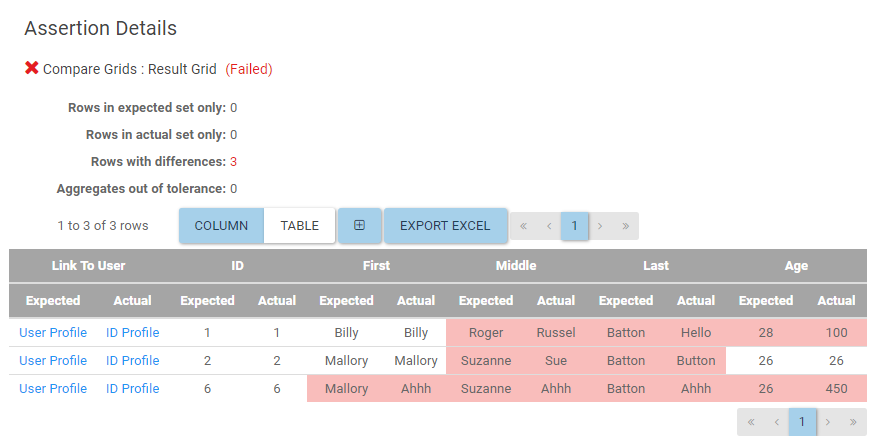 Assertion Details
Compare Grids : Result Grid (Failed)
Rows in expected set only: 0
Rows in actual set only: 0
Rows with differences: 3
Aggregates out of tolerance: 0
1 to 3 of 3 rows COLUMN TABLE EXPORT EXCEL « ‹ 1 › »
Link To User ID First Middle Last Age
Expected Actual Expected Actual Expected Actual Expected Actual Expected Actual Expected Actual
User Profile ID Profile 1 1 Billy Billy Roger Russel Batton Hello 28 100
User Profile ID Profile 2 2 Mallory Mallory Suzanne Sue Batton Button 26 26
User Profile ID Profile 6 6 Mallory Ahhh Suzanne Ahhh Batton Ahhh 26 450
« ‹ 1 › »